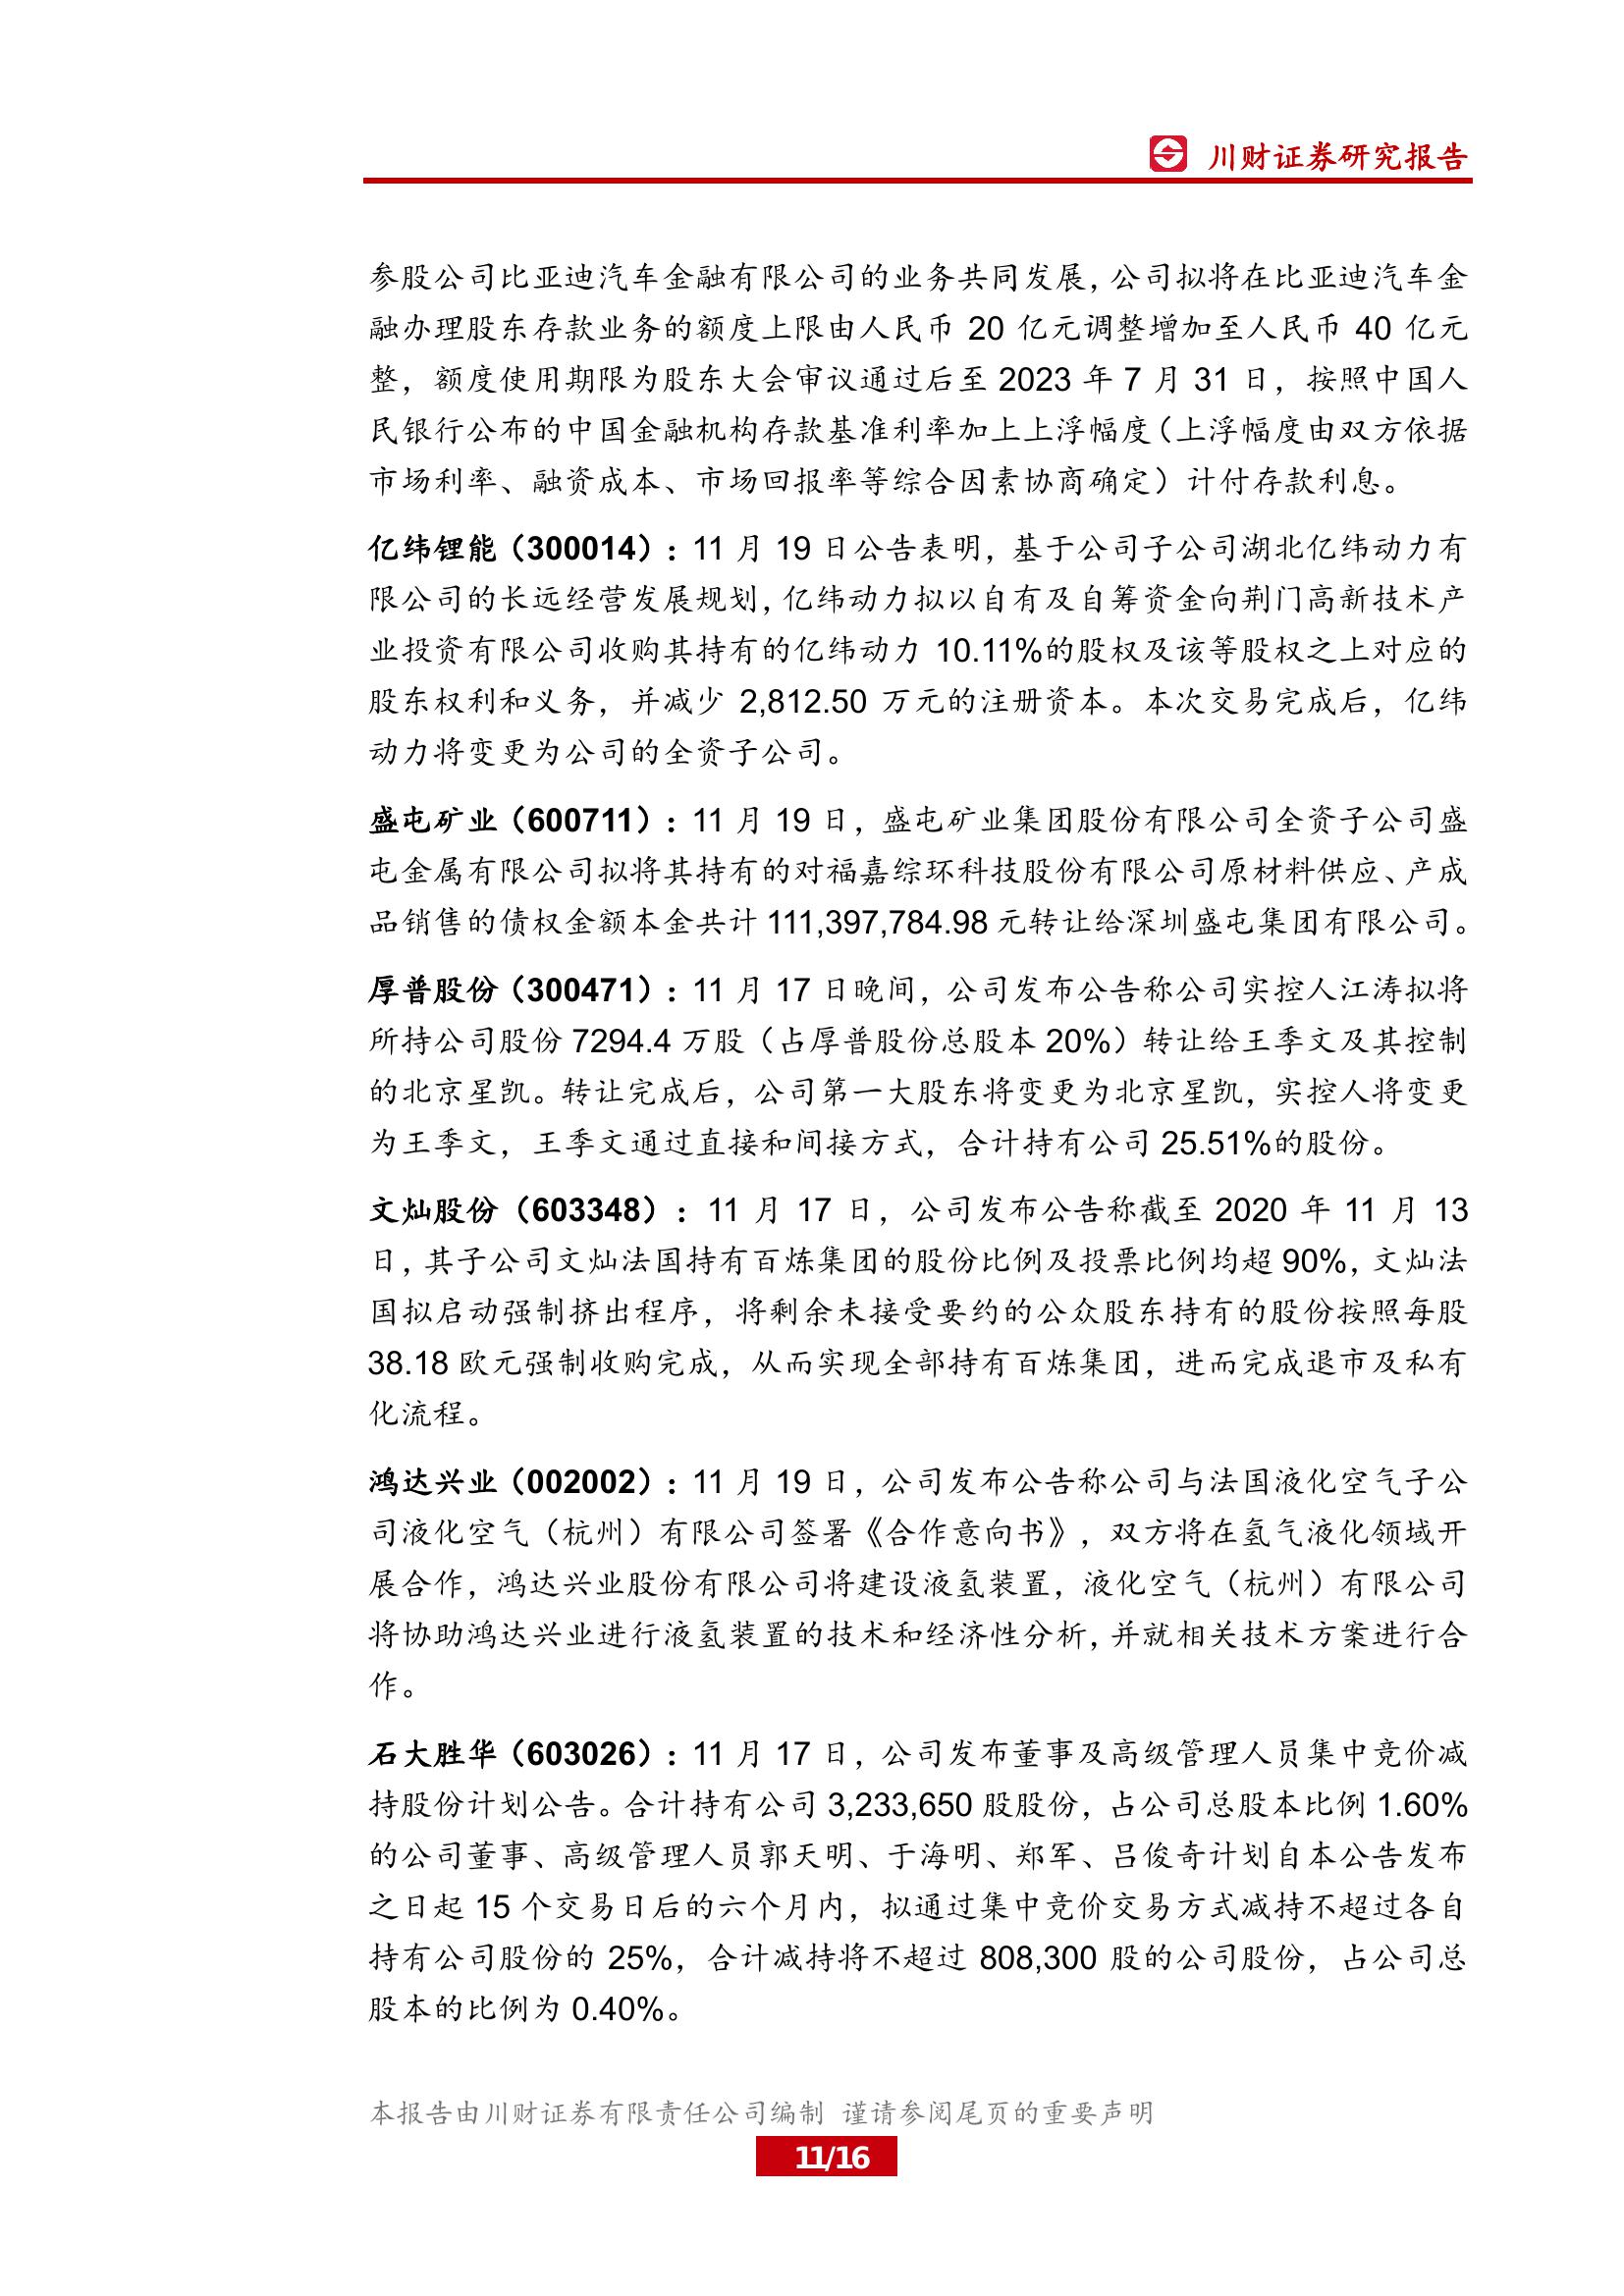 川财证券研究报告
参股公司比亚迪汽车金融有限公司的业务共同发展，公司拟将在比亚迪汽车金
融办理股东存款业务的额度上限由人民币 20 亿元调整增加至人民币 40 亿元
整，额度使用期限为股东大会审议通过后至 2023 年 7 月 31 日，按照中国人
民银行公布的中国金融机构存款基准利率加上上浮幅度（上浮幅度由双方依据
市场利率、融资成本、市场回报率等综合因素协商确定）计付存款利息。
亿纬锂能（300014）：11 月 19 日公告表明，基于公司子公司湖北亿纬动力有
限公司的长远经营发展规划，亿纬动力拟以自有及自筹资金向荆门高新技术产
业投资有限公司收购其持有的亿纬动力 10.11%的股权及该等股权之上对应的
股东权利和义务，并减少 2,812.50 万元的注册资本。本次交易完成后，亿纬
动力将变更为公司的全资子公司。
盛屯矿业（600711）：11 月 19 日，盛屯矿业集团股份有限公司全资子公司盛
屯金属有限公司拟将其持有的对福嘉综环科技股份有限公司原材料供应、产成
品销售的债权金额本金共计 111,397,784.98 元转让给深圳盛屯集团有限公司。
厚普股份（300471）：11 月 17 日晚间，公司发布公告称公司实控人江涛拟将
所持公司股份 7294.4 万股（占厚普股份总股本 20%）转让给王季文及其控制
的北京星凯。转让完成后，公司第一大股东将变更为北京星凯，实控人将变更
为王季文，王季文通过直接和间接方式，合计持有公司 25.51%的股份。
文灿股份（603348）：11 月 17 日，公司发布公告称截至 2020 年 11 月 13
日，其子公司文灿法国持有百炼集团的股份比例及投票比例均超 90%，文灿法
国拟启动强制挤出程序，将剩余未接受要约的公众股东持有的股份按照每股
38.18 欧元强制收购完成，从而实现全部持有百炼集团，进而完成退市及私有
化流程。
鸿达兴业（002002）：11 月 19 日，公司发布公告称公司与法国液化空气子公
司液化空气（杭州）有限公司签署《合作意向书》，双方将在氢气液化领域开
展合作，鸿达兴业股份有限公司将建设液氢装置，液化空气（杭州）有限公司
将协助鸿达兴业进行液氢装置的技术和经济性分析，并就相关技术方案进行合
作。
石大胜华（603026）：11 月 17 日，公司发布董事及高级管理人员集中竞价减
持股份计划公告。合计持有公司 3,233,650 股股份，占公司总股本比例 1.60%
的公司董事、高级管理人员郭天明、于海明、郑军、吕俊奇计划自本公告发布
之日起 15 个交易日后的六个月内，拟通过集中竞价交易方式减持不超过各自
持有公司股份的 25%，合计减持将不超过 808,300 股的公司股份，占公司总
股本的比例为 0.40%。
本报告由川财证券有限责任公司编制 谨请参阅尾页的重要声明
11/16